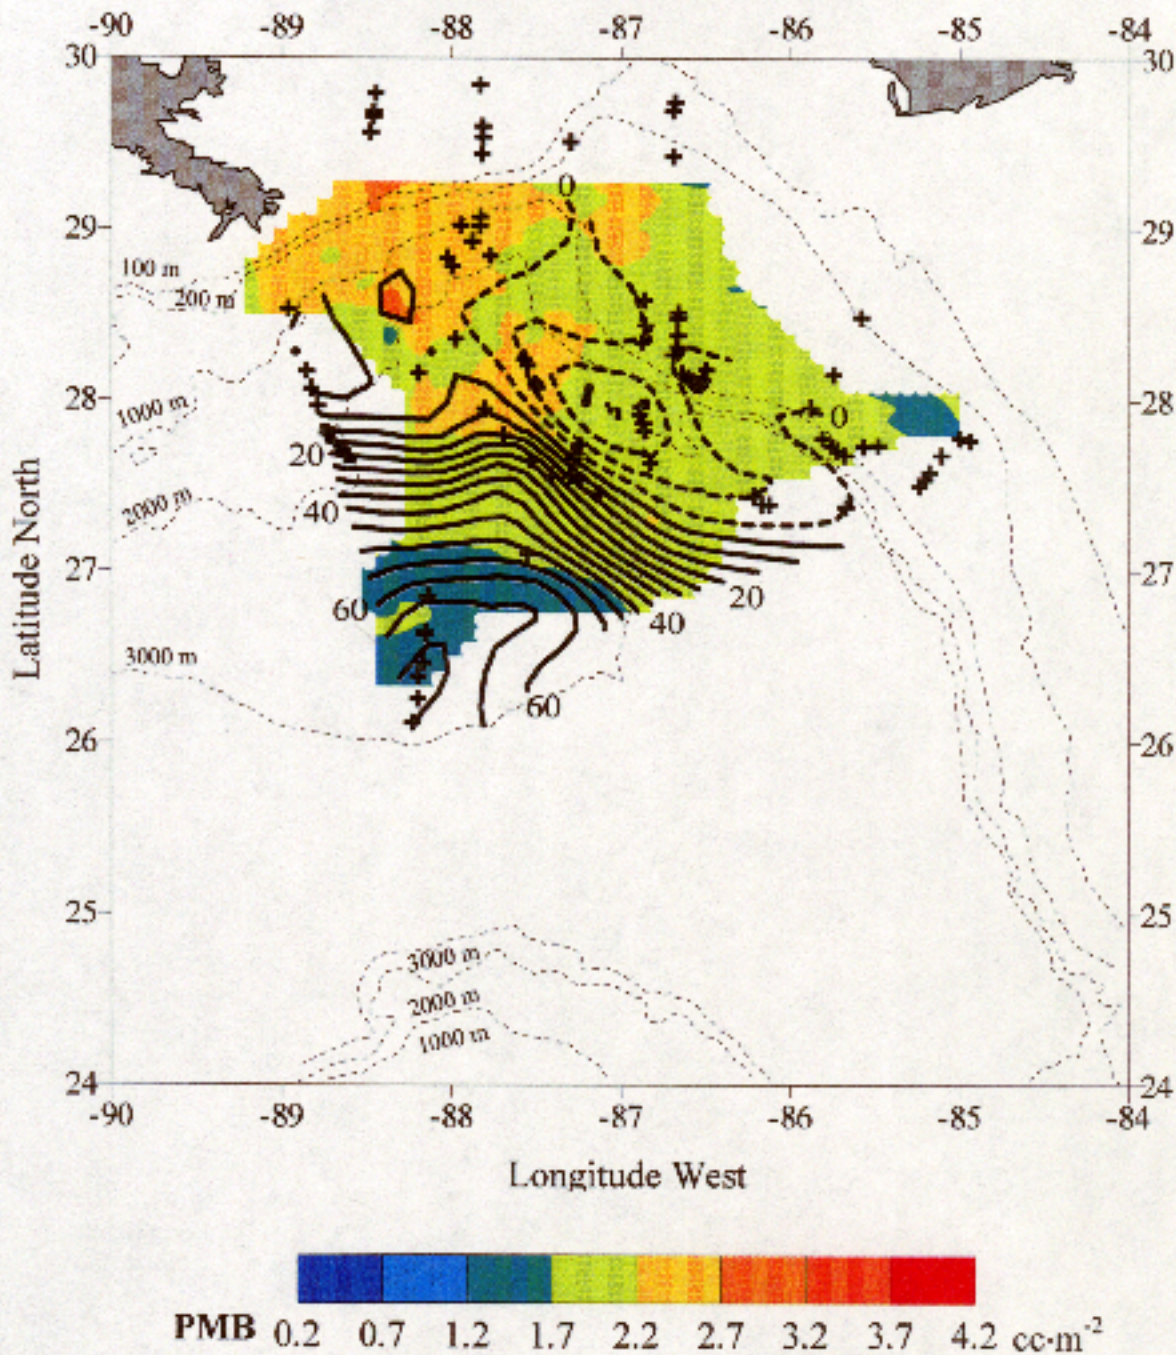 -90 -89 -88 -87 -86 -85 -84
30 30
0
29 29
100 m
200 m
28 28
1000 m
0
20
2000 m
40
27 27
20
60
40
3000 m
60
26 26
25 25
3000 m
2000 m
1000 m
24 24
-90 -89 -88 -87 -86 -85 -84
Latitude North
Longitude West
PMB 0.2 0.7 1.2 1.7 2.2 2.7 3.2 3.7 4.2 cc·m-2